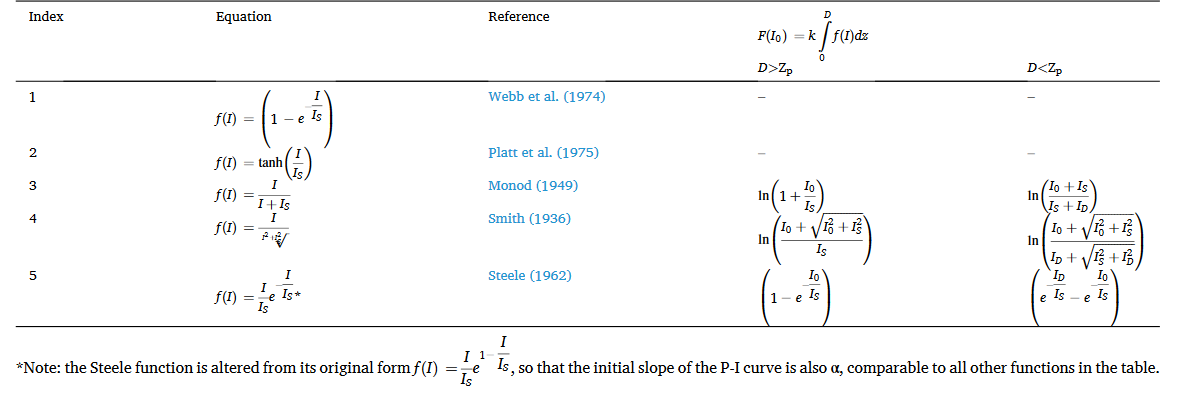 Index Equation Reference F(I₀) = k ∫₀ᴰ f(I)dz
D>Zₚ D<Zₚ
1 f(I) = (1 − e^(−I/Iₛ)) Webb et al. (1974) – –
2 f(I) = tanh(I/Iₛ) Platt et al. (1975) – –
3 f(I) = I/(I + Iₛ) Monod (1949) ln(1 + I₀/Iₛ) ln((I₀ + Iₛ)/(Iₛ + I_D))
4 f(I) = I/ Smith (1936) ln((I₀ + √(I₀² + Iₛ²))/Iₛ) ln((I₀ + √(I₀² + Iₛ²))/(I_D + √(Iₛ² + I_D²)))
5 f(I) = I/Iₛ e^(−I/Iₛ)* Steele (1962) (1 − e^(−I₀/Iₛ)) (e^(−I_D/Iₛ) − e^(−I₀/Iₛ))
*Note: the Steele function is altered from its original form f(I) = I/Iₛ e^(1−I/Iₛ), so that the initial slope of the P-I curve is also α, comparable to all other functions in the table.